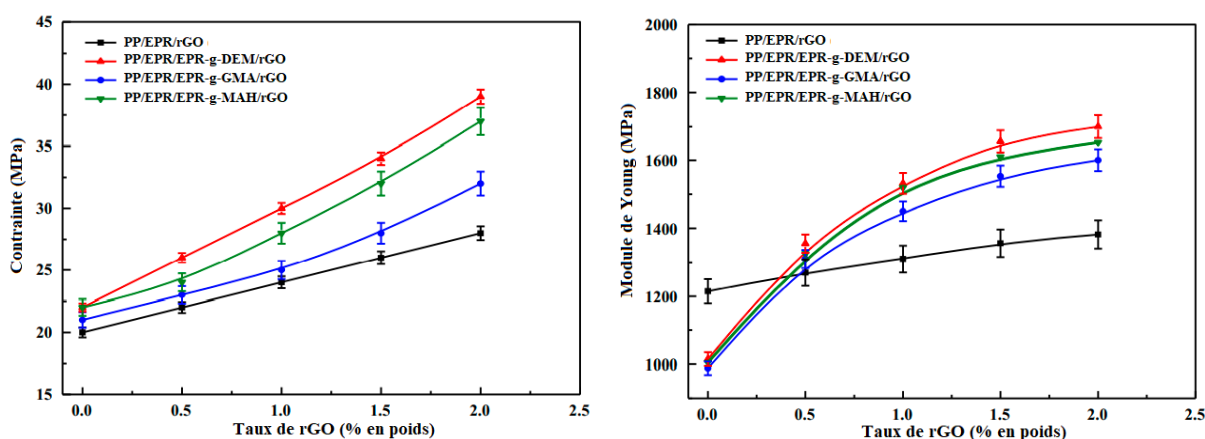 45
40
35
30
25
20
15
Contrainte (MPa)
PP/EPR/rGO
PP/EPR/EPR-g-DEM/rGO
PP/EPR/EPR-g-GMA/rGO
PP/EPR/EPR-g-MAH/rGO
0.0 0.5 1.0 1.5 2.0 2.5
Taux de rGO (% en poids)
2000
1800
1600
1400
1200
1000
Module de Young (MPa)
PP/EPR/rGO
PP/EPR/EPR-g-DEM/rGO
PP/EPR/EPR-g-GMA/rGO
PP/EPR/EPR-g-MAH/rGO
0.0 0.5 1.0 1.5 2.0 2.5
Taux de rGO (% en poids)